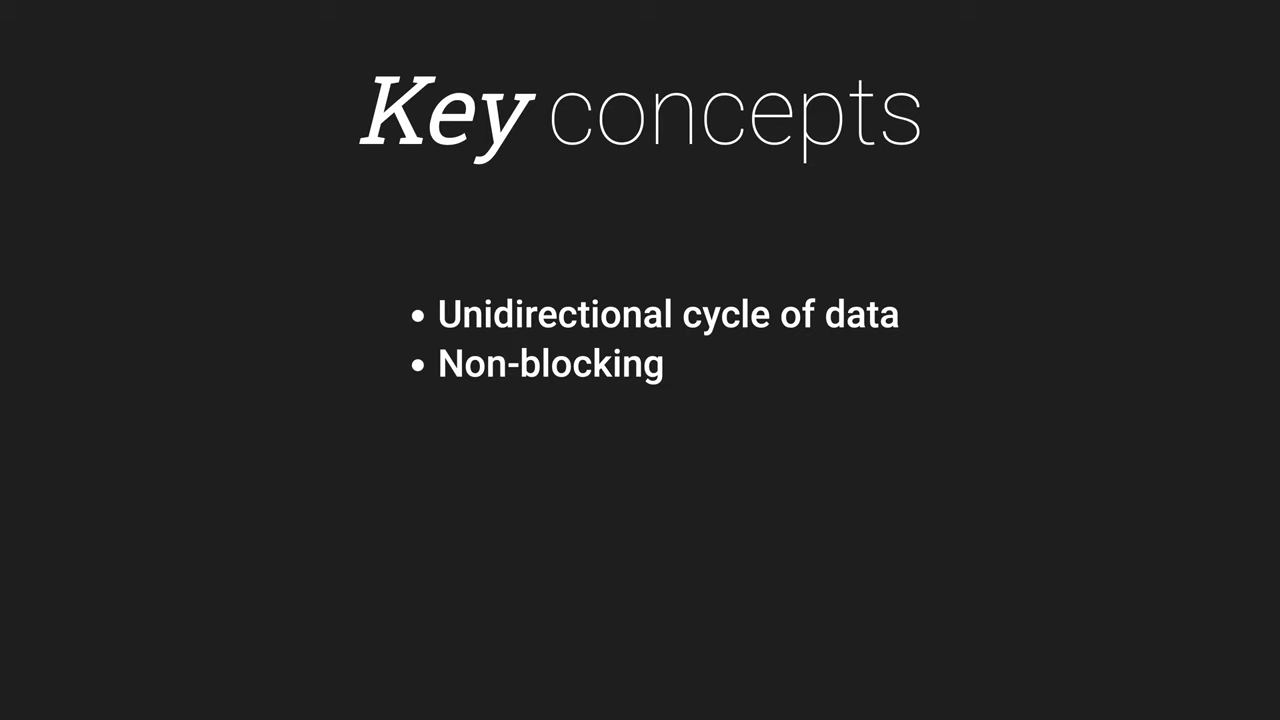 Key concepts
• Unidirectional cycle of data
• Non-blocking